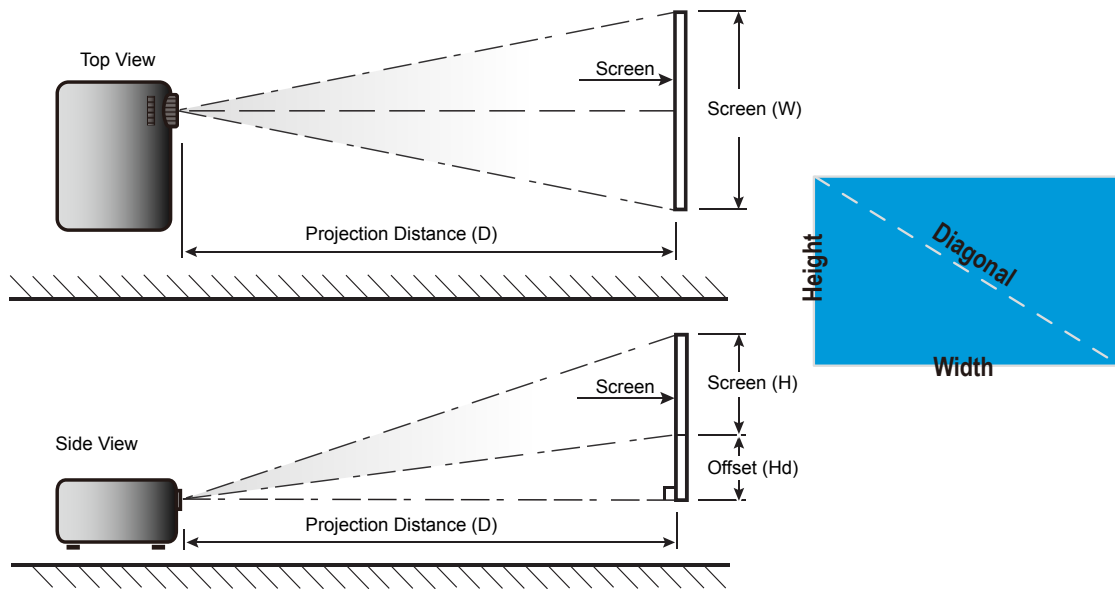 Top View
Screen
Screen (W)
Projection Distance (D)
Height
Diagonal
Width
Side View
Screen
Screen (H)
Offset (Hd)
Projection Distance (D)